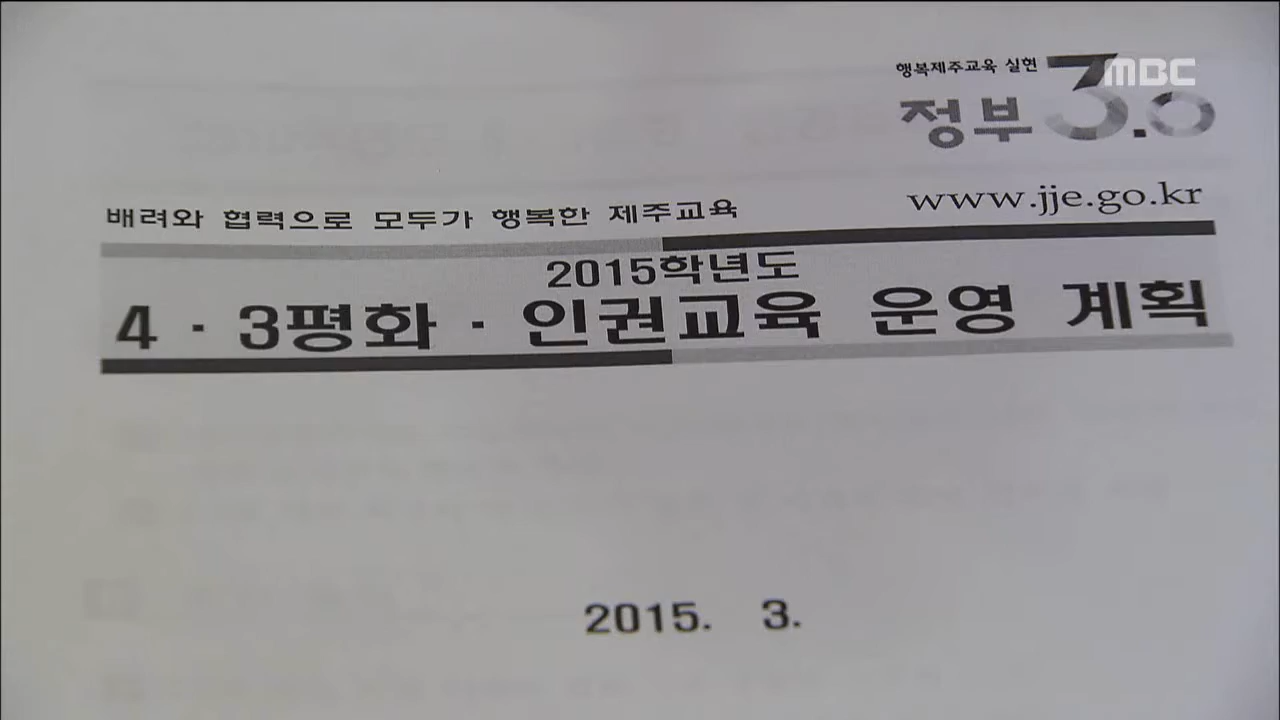 MBC
행복제주교육 실현
정부3.0
www.jje.go.kr
배려와 협력으로 모두가 행복한 제주교육
2015학년도
4 · 3평화 · 인권교육 운영 계획
2015. 3.